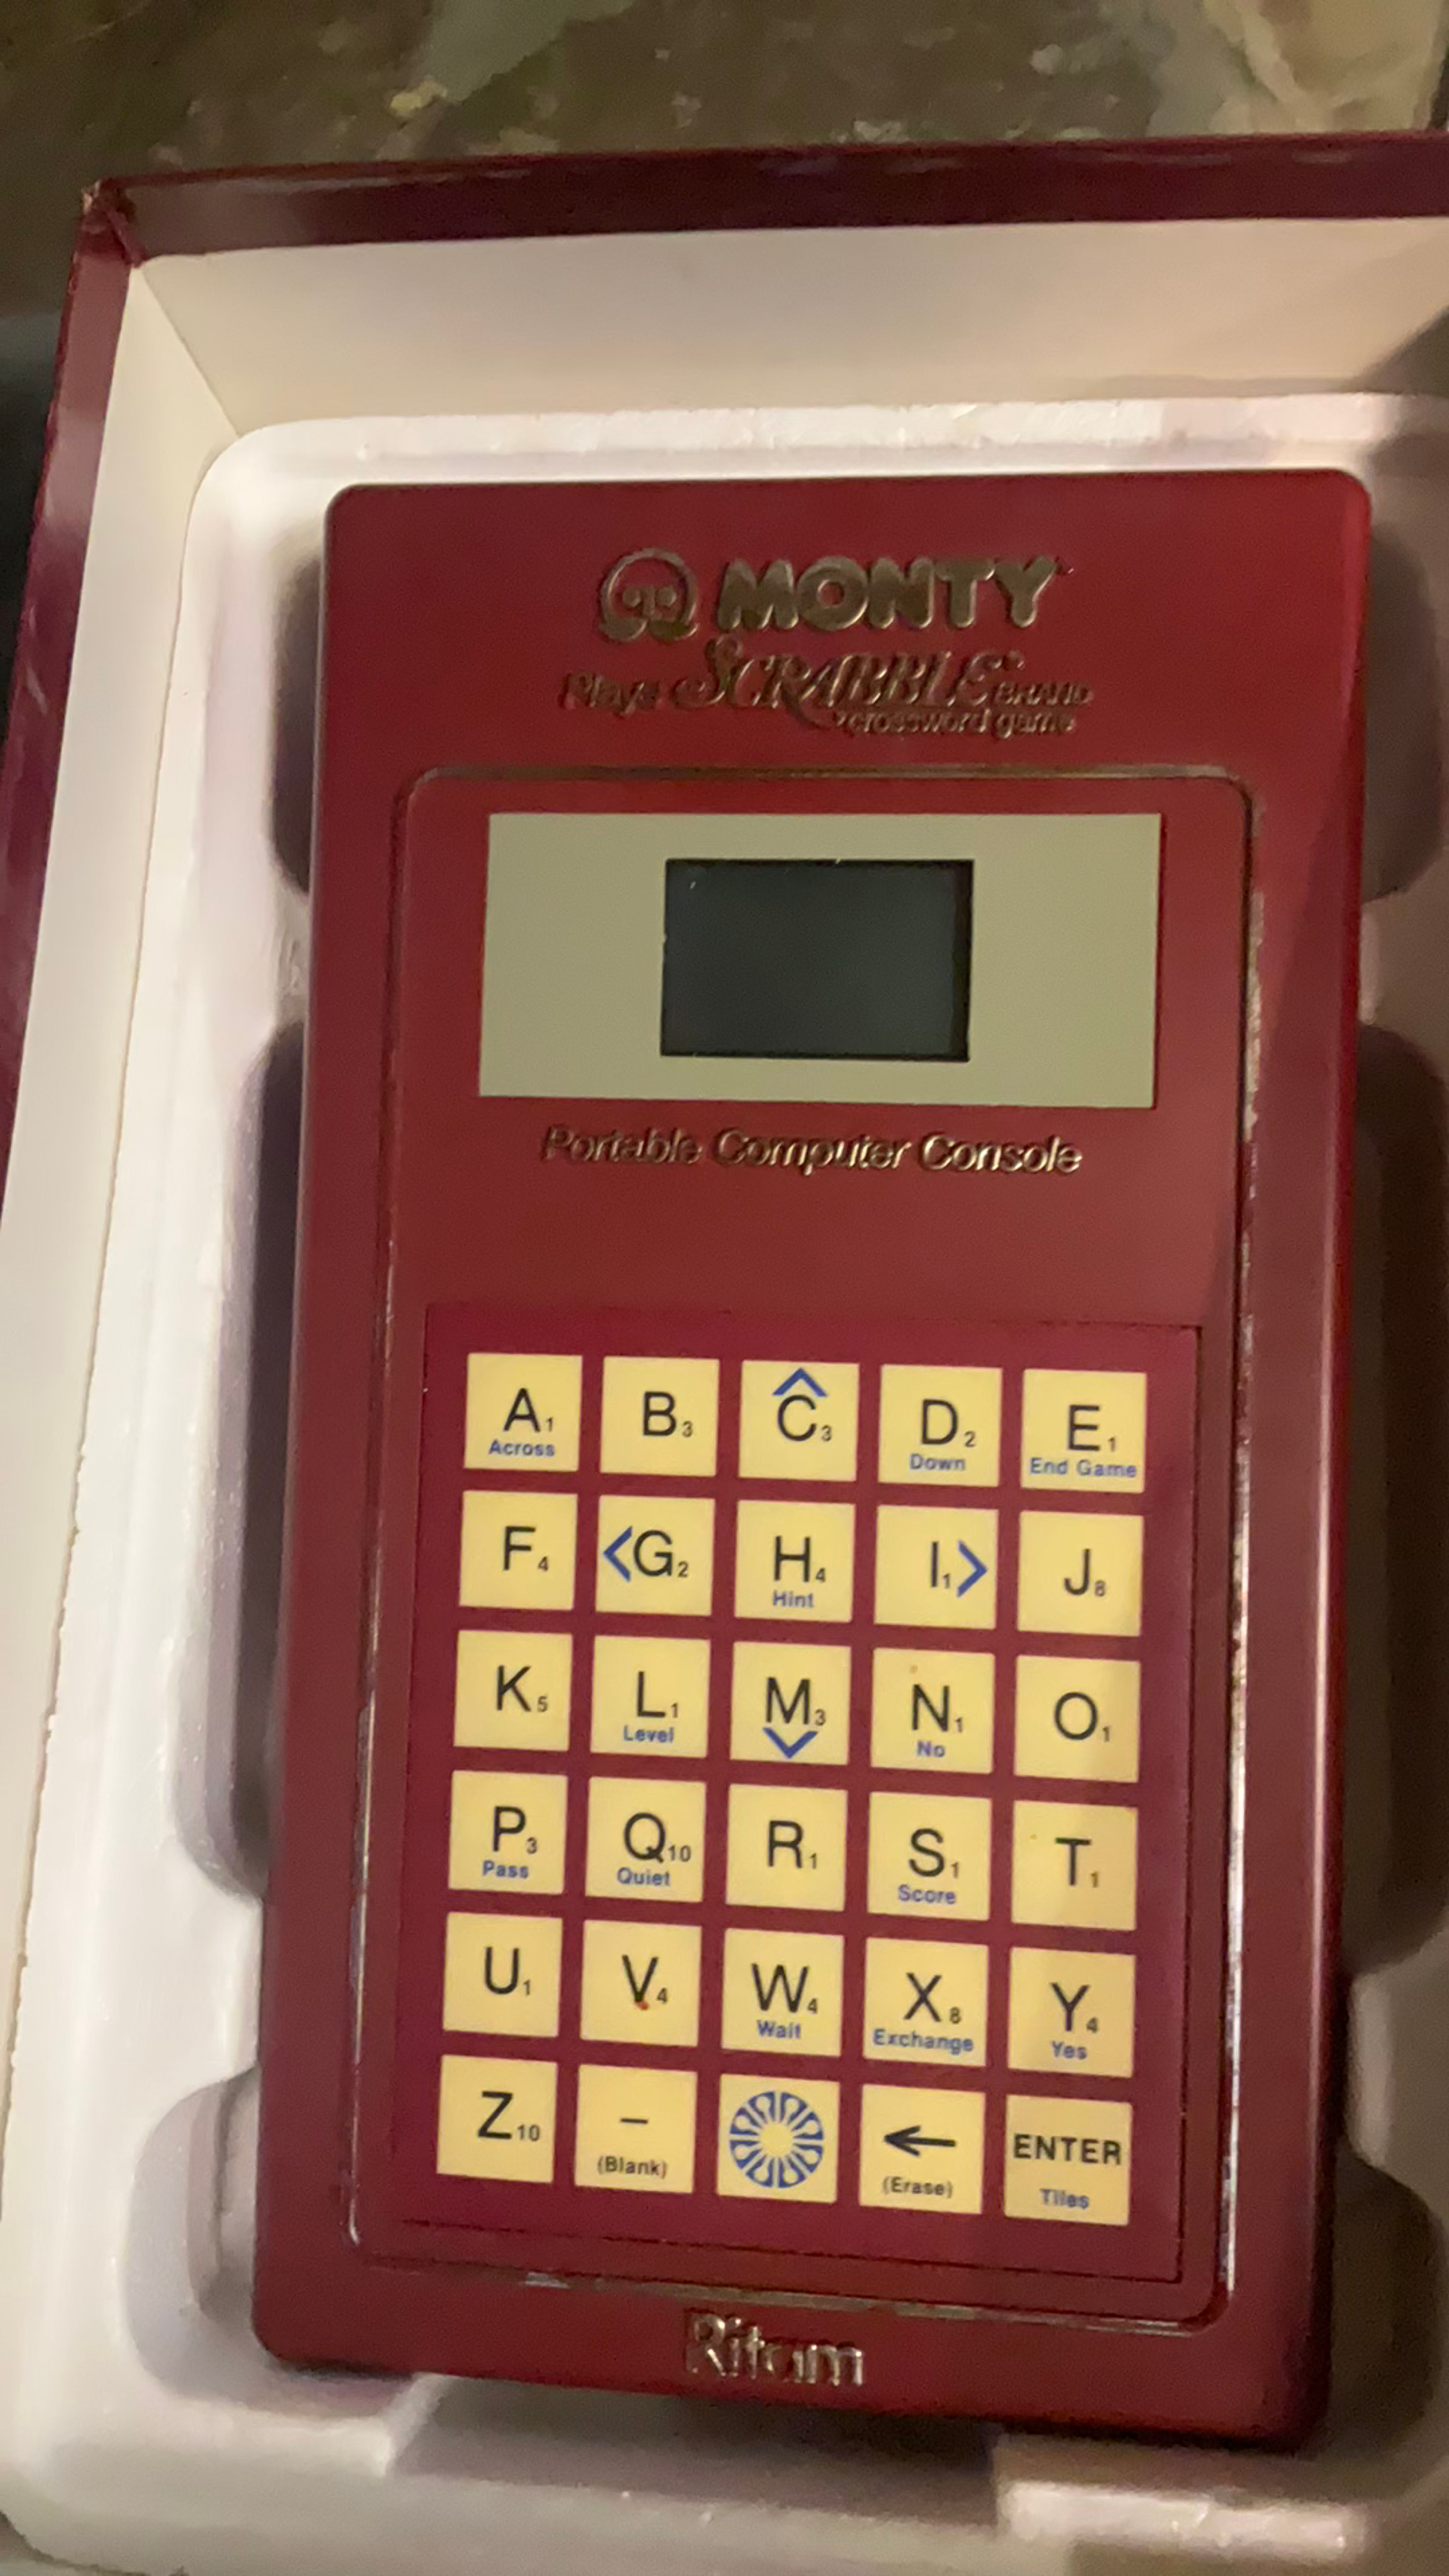 MONTY
Plays SCRABBLE BRAND
crossword game
Portable Computer Console
A1 B3 C3 D2 E1
Across Down End Game
F4 <G2 H4 I1> J8
Hint
K5 L1 M3 N1 O1
Level No
P3 Q10 R1 S1 T1
Pass Quiet Score
U1 V4 W4 X8 Y4
Wait Exchange Yes
Z10 – ← ENTER
(Blank) (Erase) Tiles
Ritam